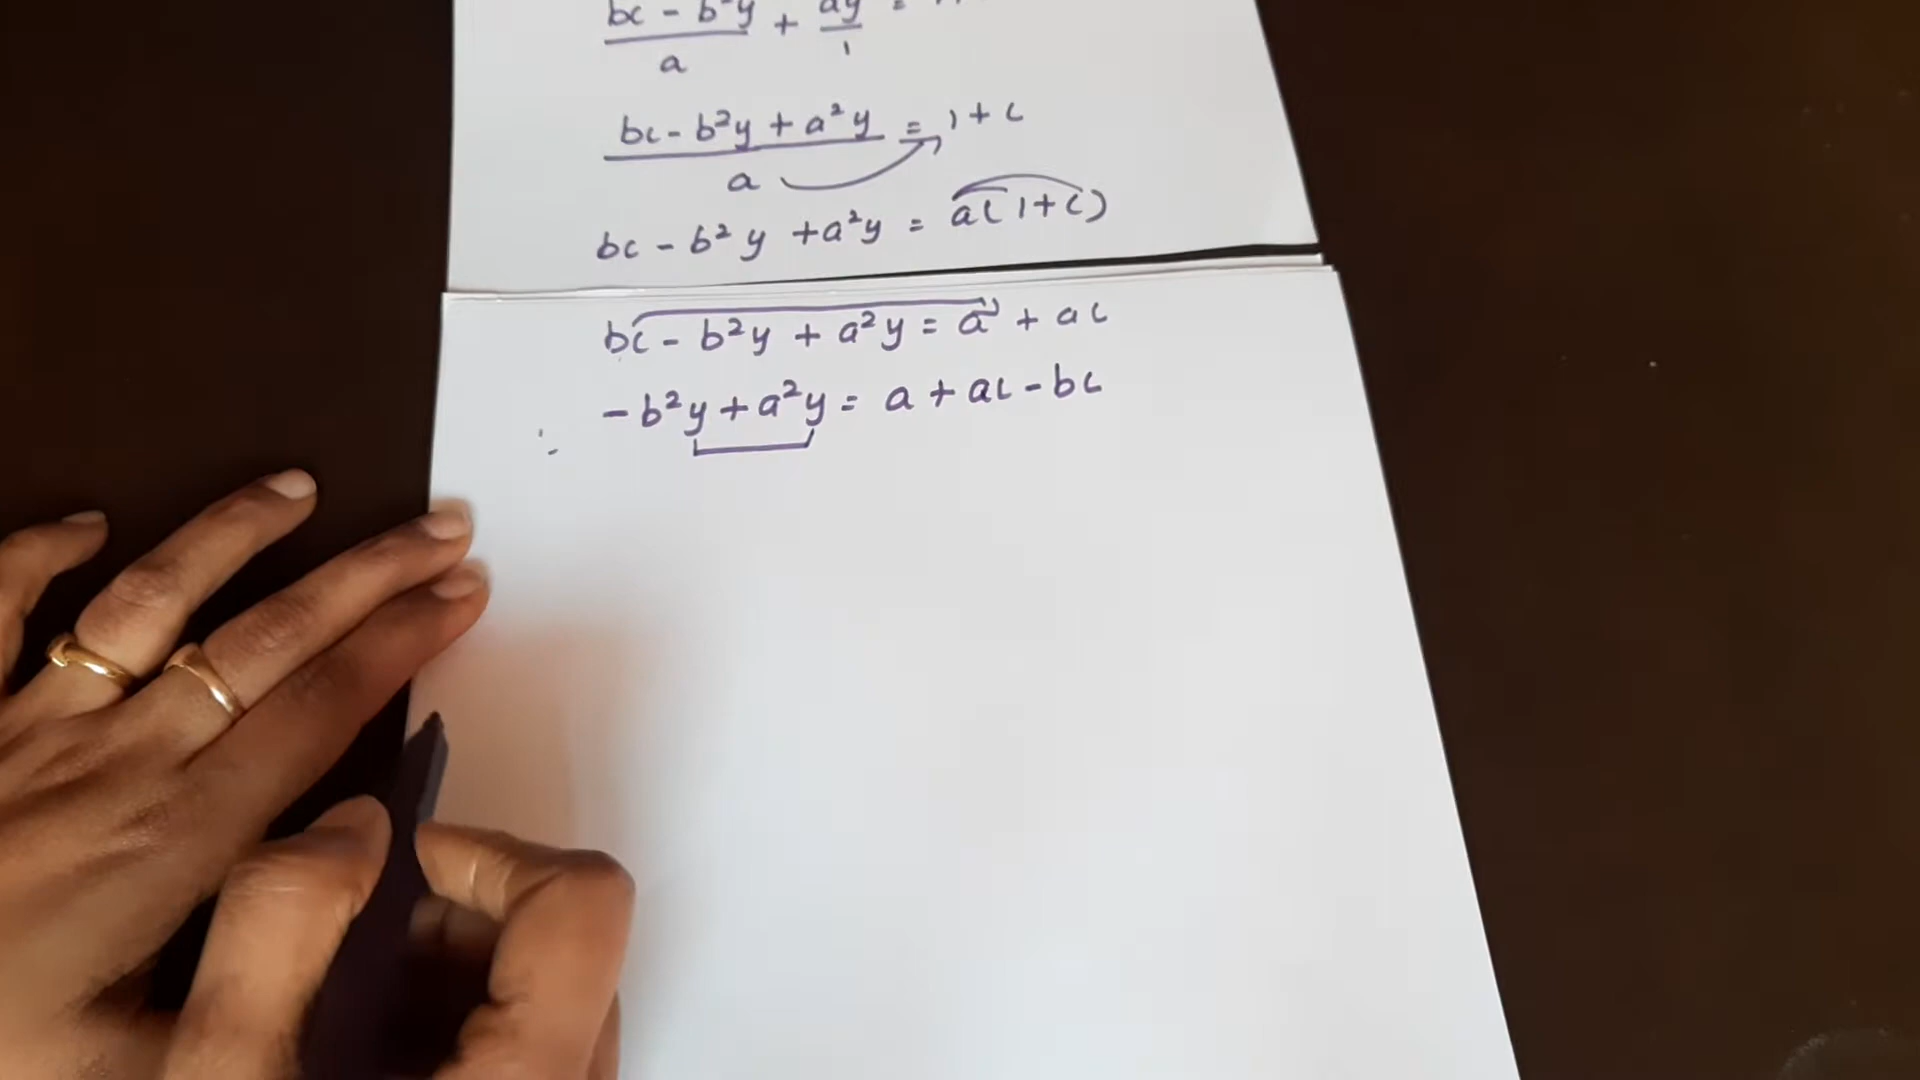 bc - b²y / a + ay / 1 =
bc - b²y + a²y / a = 1 + c
bc - b² y + a²y = a(1+c)
bc - b²y + a²y = a + ac
- b²y + a²y = a + ac - bc